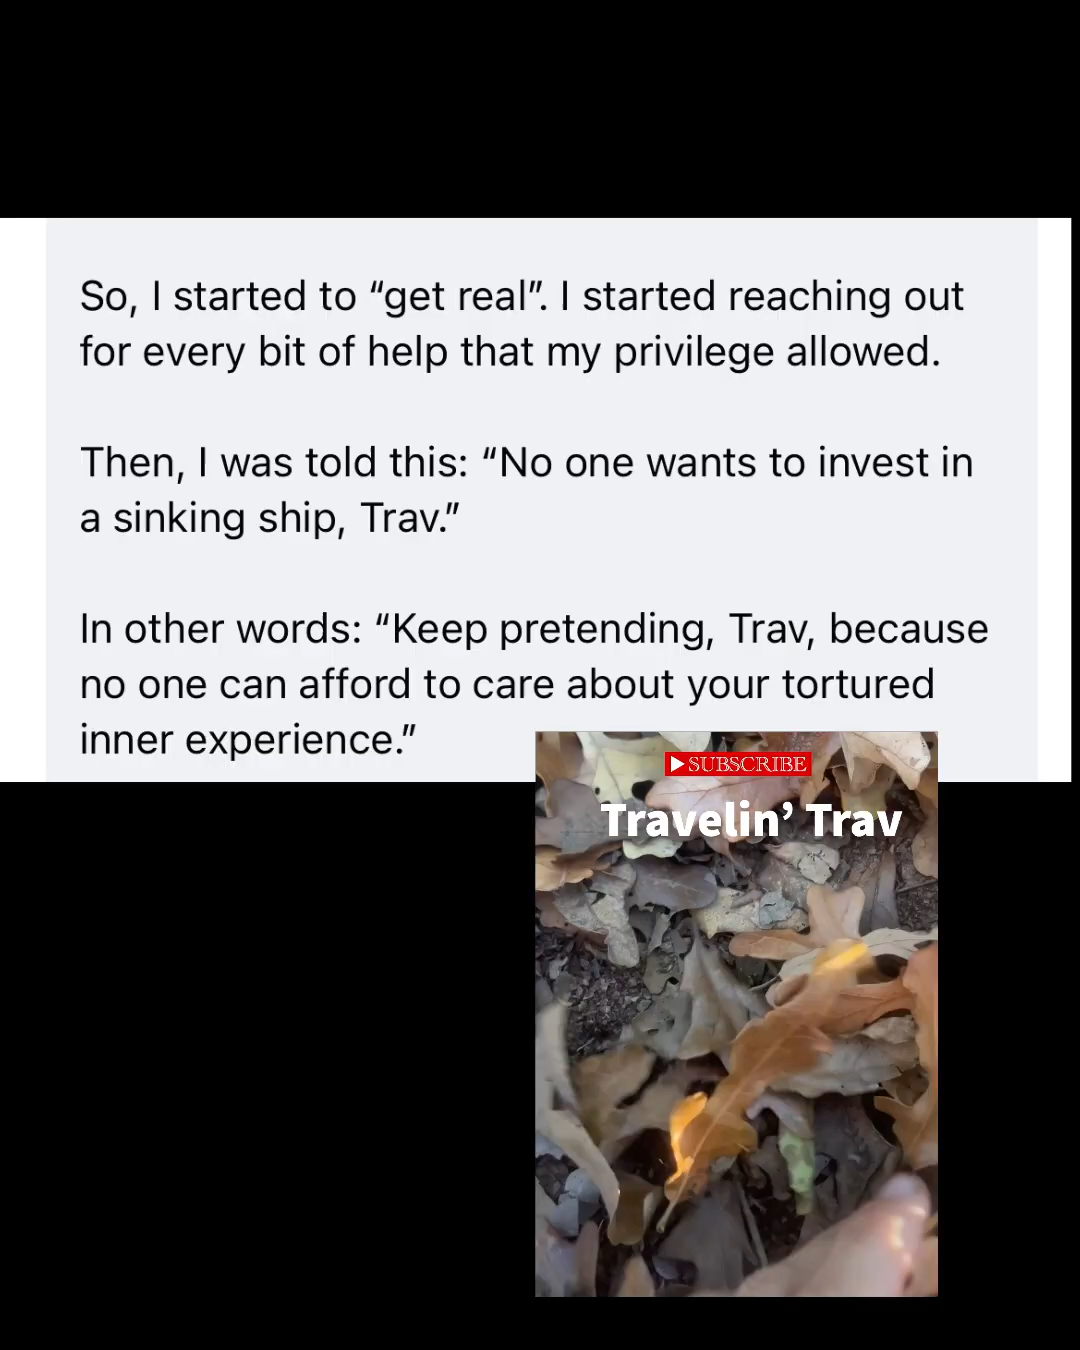 So, I started to “get real”. I started reaching out
for every bit of help that my privilege allowed.
Then, I was told this: “No one wants to invest in
a sinking ship, Trav.”
In other words: “Keep pretending, Trav, because
no one can afford to care about your tortured
inner experience.”
SUBSCRIBE
Travelin’ Trav